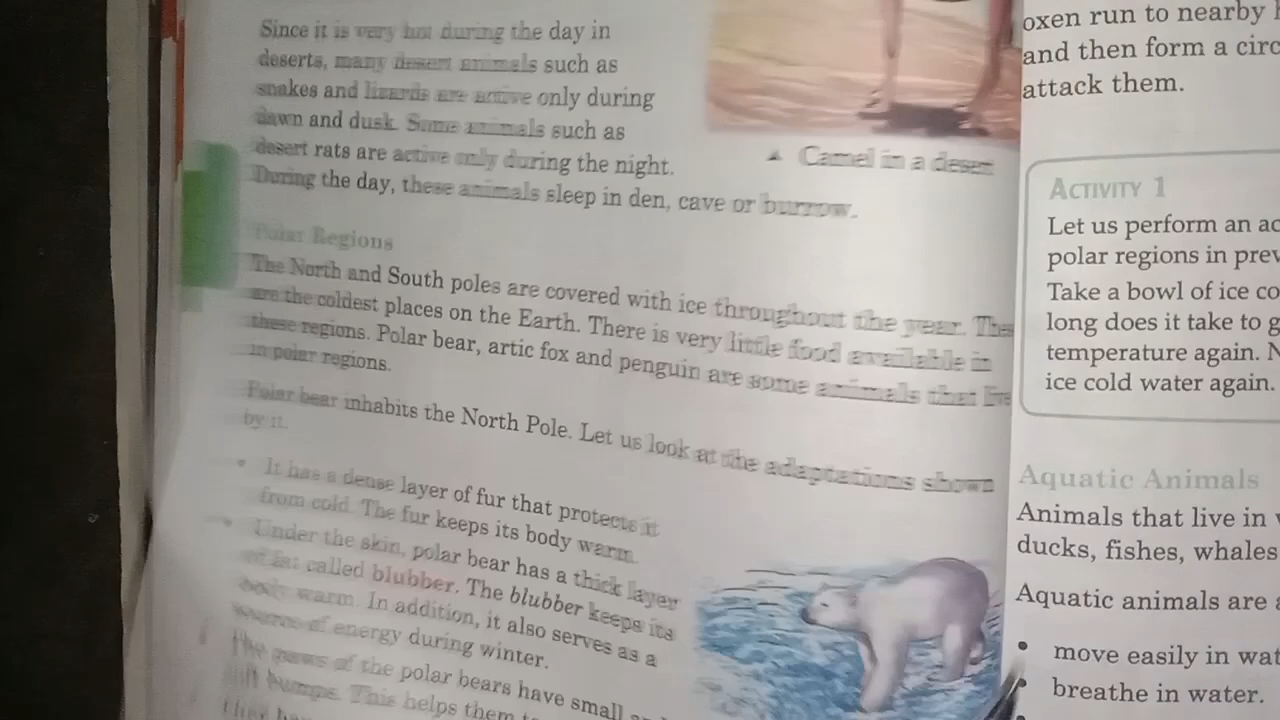 Since it is very hot during the day in
deserts, many desert animals such as
snakes and lizards are active only during
dawn and dusk. Some animals such as
desert rats are active only during the night.
During the day, these animals sleep in den, cave or burrow.
▲ Camel in a desert
Polar Regions
The North and South poles are covered with ice throughout the year.
are the coldest places on the Earth. There is very little food available in
these regions. Polar bear, artic fox and penguin are some animals that live
in polar regions.
Polar bear inhabits the North Pole. Let us look at the adaptations shown
by it.
• It has a dense layer of fur that protects it
from cold. The fur keeps its body warm.
• Under the skin, polar bear has a thick layer
of fat called blubber. The blubber keeps its
body warm. In addition, it also serves as a
source of energy during winter.
The paws of the polar bears have small
bumps. This helps them
oxen run to nearby
and then form a circ
attack them.
ACTIVITY 1
Let us perform an ac
polar regions in prev
Take a bowl of ice co
long does it take to g
temperature again. N
ice cold water again.
Aquatic Animals
Animals that live in
ducks, fishes, whales
Aquatic animals are
• move easily in wat
• breathe in water.